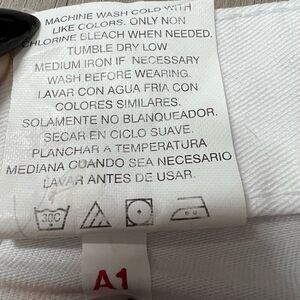 MACHINE WASH COLD WITH
LIKE COLORS. ONLY NON
CHLORINE BLEACH WHEN NEEDED.
TUMBLE DRY LOW
MEDIUM IRON IF NECESSARY
WASH BEFORE WEARING.
LAVAR CON AGUA FRIA CON
COLORES SIMILARES.
SOLAMENTE NO BLANQUEADOR.
SECAR EN CICLO SUAVE.
PLANCHAR A TEMPERATURA
MEDIANA CUANDO SEA NECESARIO
LAVAR ANTES DE USAR.
30C
A1